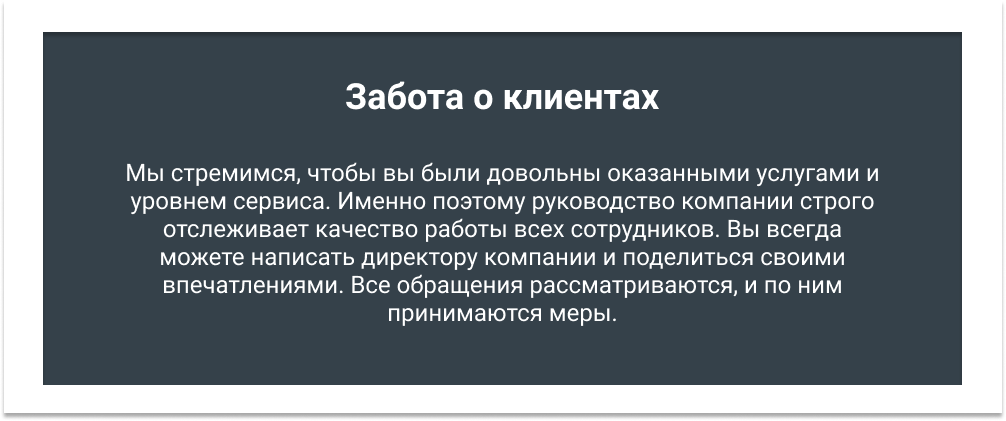 Забота о клиентах
Мы стремимся, чтобы вы были довольны оказанными услугами и
уровнем сервиса. Именно поэтому руководство компании строго
отслеживает качество работы всех сотрудников. Вы всегда
можете написать директору компании и поделиться своими
впечатлениями. Все обращения рассматриваются, и по ним
принимаются меры.